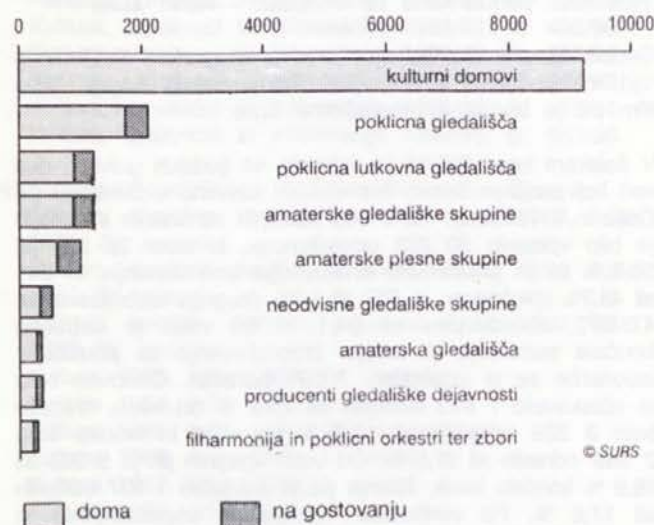 0 2000 4000 6000 8000 10000
kulturni domovi
poklicna gledališča
poklicna lutkovna gledališča
amaterske gledališke skupine
amaterske plesne skupine
neodvisne gledališke skupine
amaterska gledališča
producenti gledališke dejavnosti
filharmonija in poklicni orkestri ter zbori
© SURS
doma na gostovanju